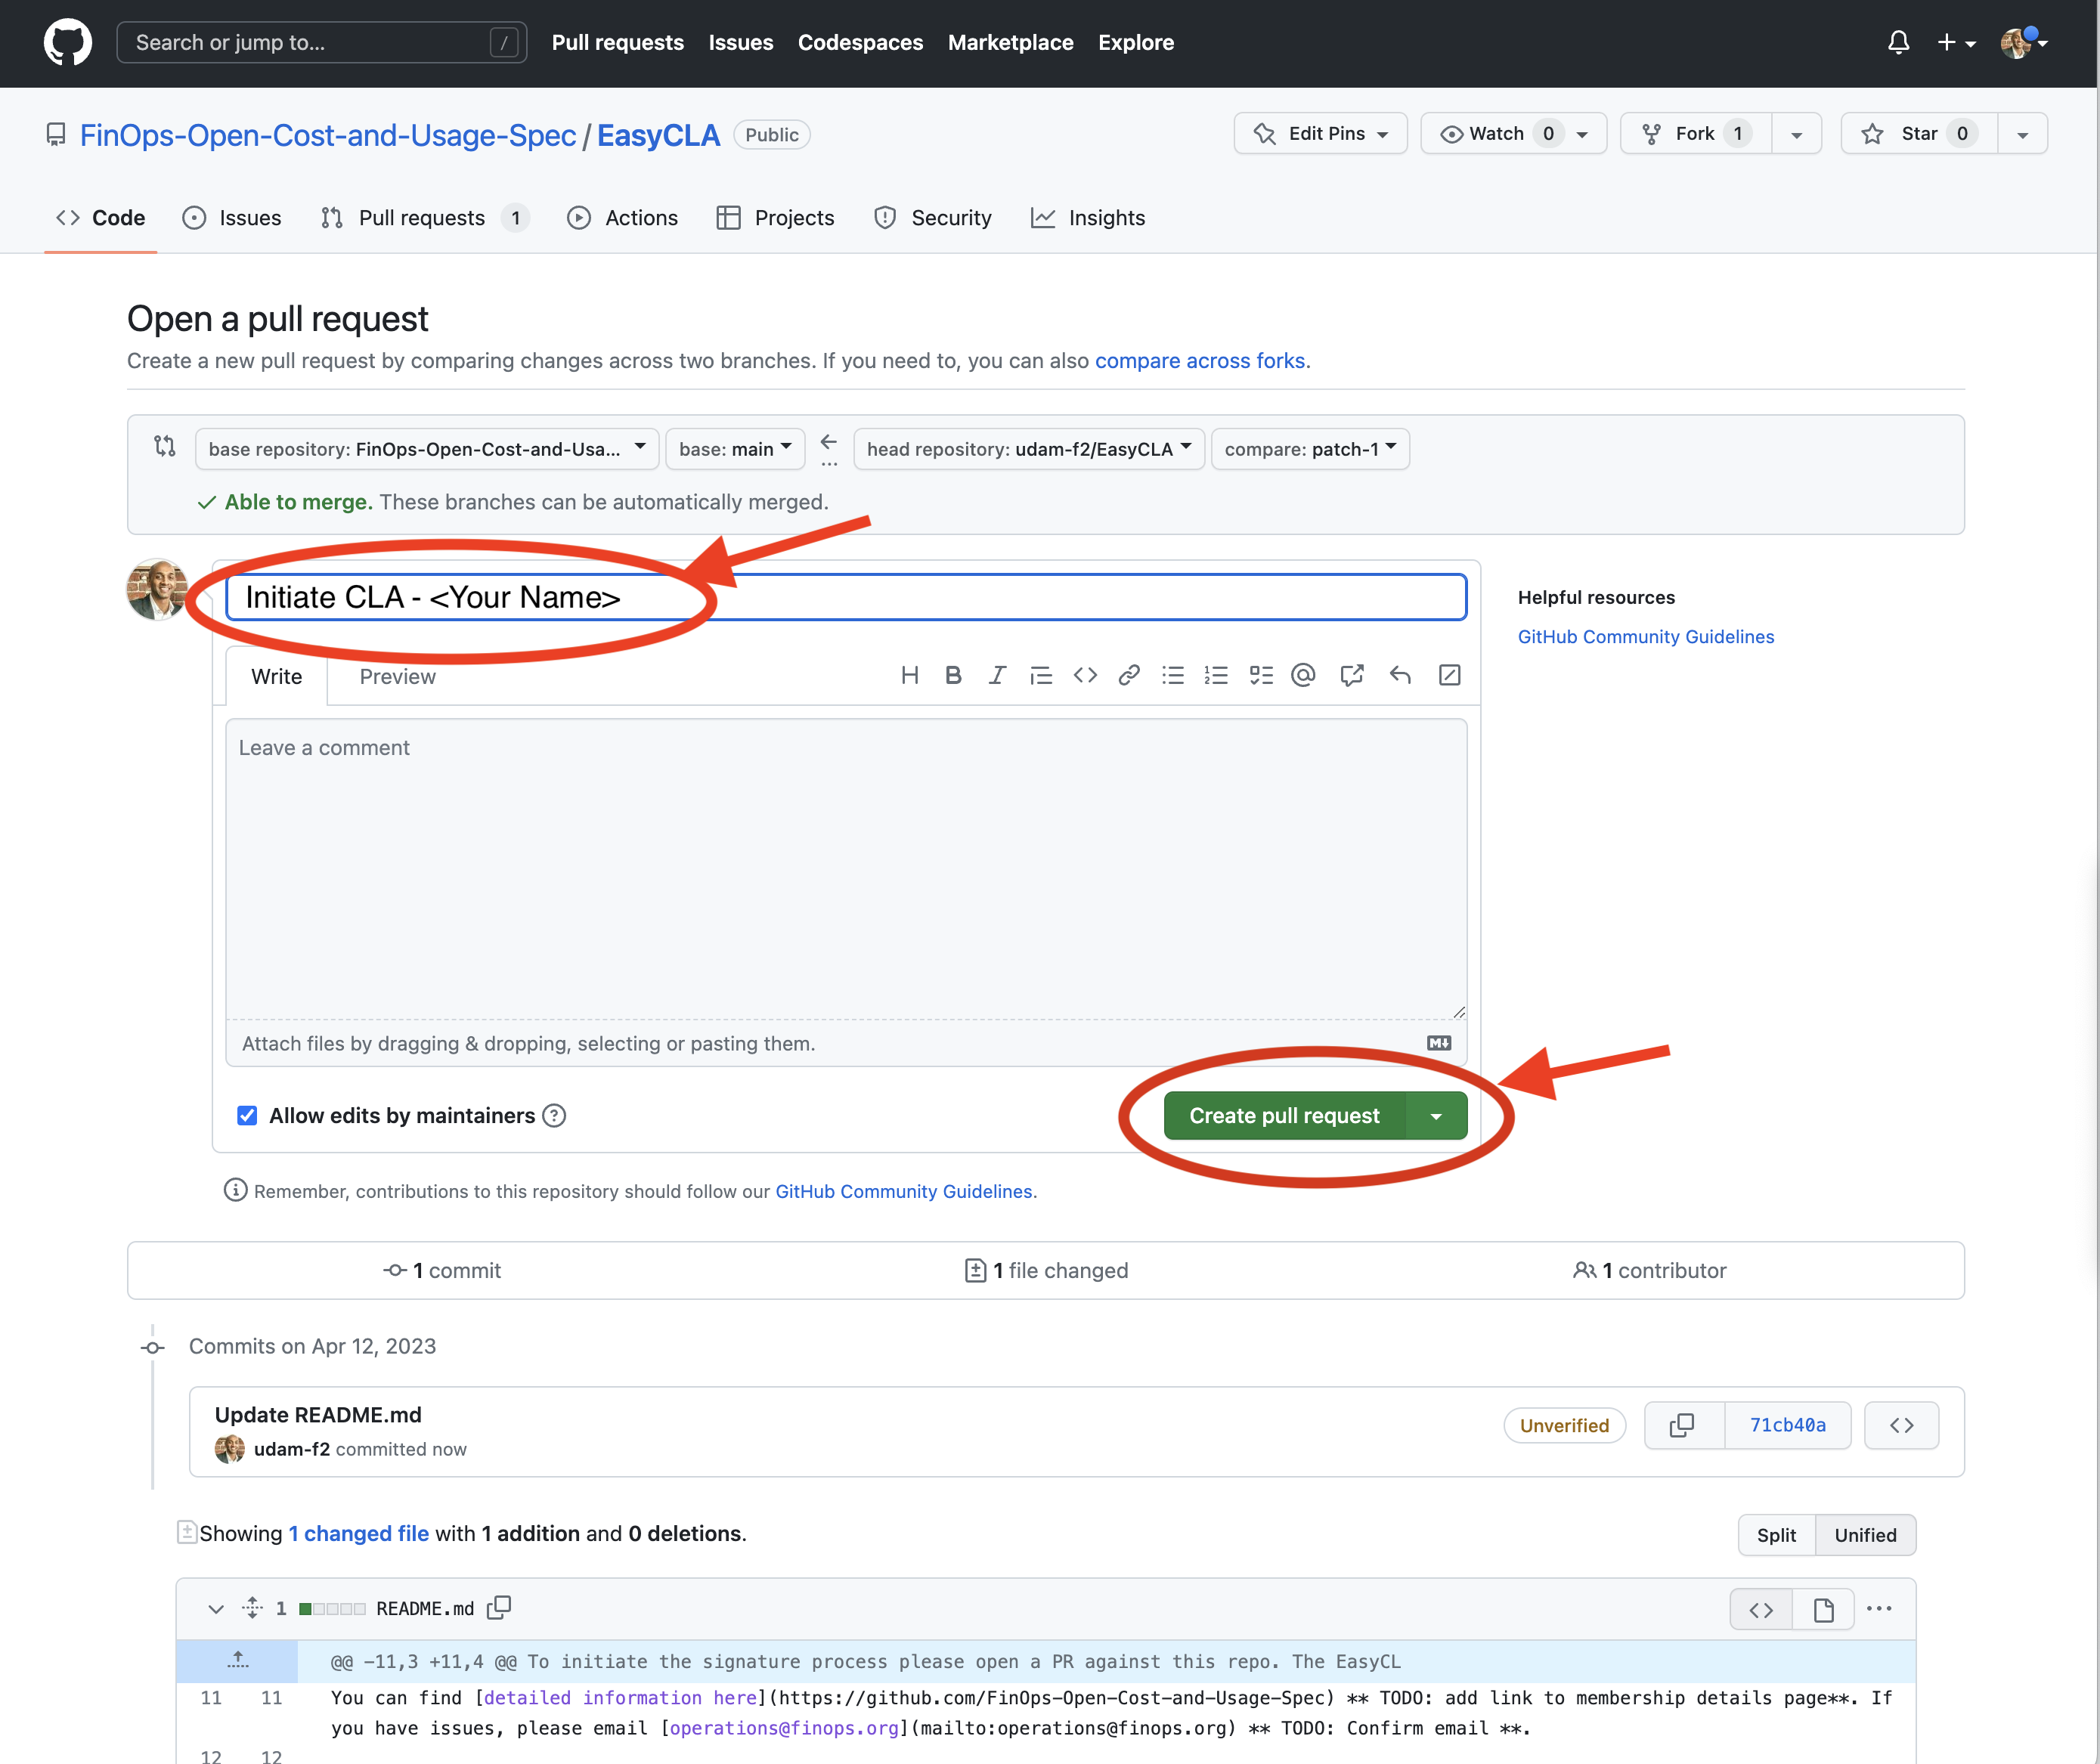 Search or jump to... /
Pull requests Issues Codespaces Marketplace Explore
FinOps-Open-Cost-and-Usage-Spec / EasyCLA Public
Edit Pins Watch 0 Fork 1 Star 0
Code Issues Pull requests 1 Actions Projects Security Insights
Open a pull request
Create a new pull request by comparing changes across two branches. If you need to, you can also compare across forks.
base repository: FinOps-Open-Cost-and-Usa... base: main ... head repository: udam-f2/EasyCLA compare: patch-1
Able to merge. These branches can be automatically merged.
Initiate CLA - <Your Name>
Helpful resources
GitHub Community Guidelines
Write Preview
Leave a comment
Attach files by dragging & dropping, selecting or pasting them.
Allow edits by maintainers
Create pull request
Remember, contributions to this repository should follow our GitHub Community Guidelines.
1 commit 1 file changed 1 contributor
Commits on Apr 12, 2023
Update README.md
udam-f2 committed now
Unverified 71cb40a
Showing 1 changed file with 1 addition and 0 deletions.
Split Unified
1 README.md
@@ -11,3 +11,4 @@ To initiate the signature process please open a PR against this repo. The EasyCL
11 11 You can find [detailed information here](https://github.com/FinOps-Open-Cost-and-Usage-Spec) ** TODO: add link to membership details page**. If
you have issues, please email [operations@finops.org](mailto:operations@finops.org) ** TODO: Confirm email **.
12 12